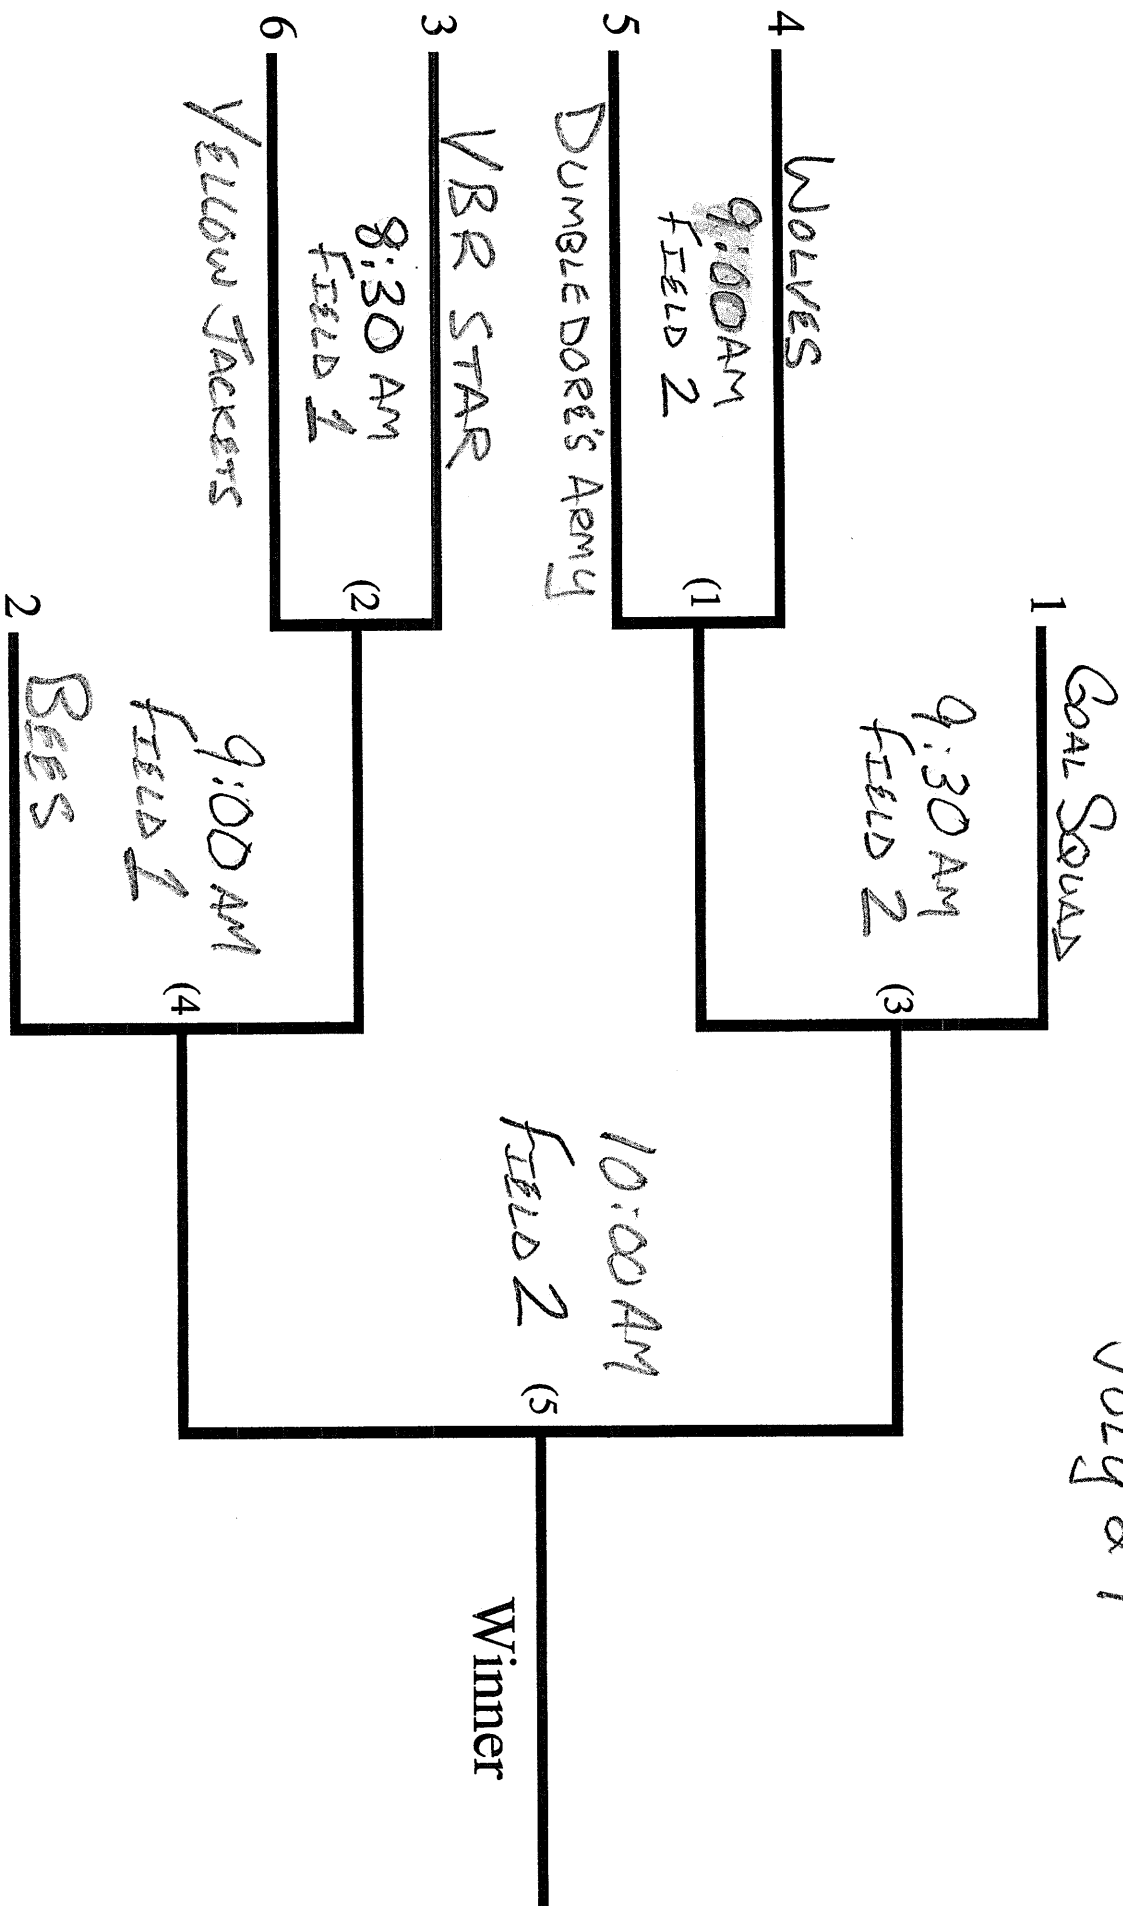 1
GOAL SQUAD
9:30 AM
FIELD 2
(3
4
WOLVES
9:00AM
FIELD 2
(1
5
DUMBLEDORE'S ARMY
10:00 AM
FIELD 2
(5
Winner
3
VBR STAR
8:30 AM
FIELD 1
(2
6
YELLOW JACKETS
9:00 AM
FIELD 1
(4
2
BEES